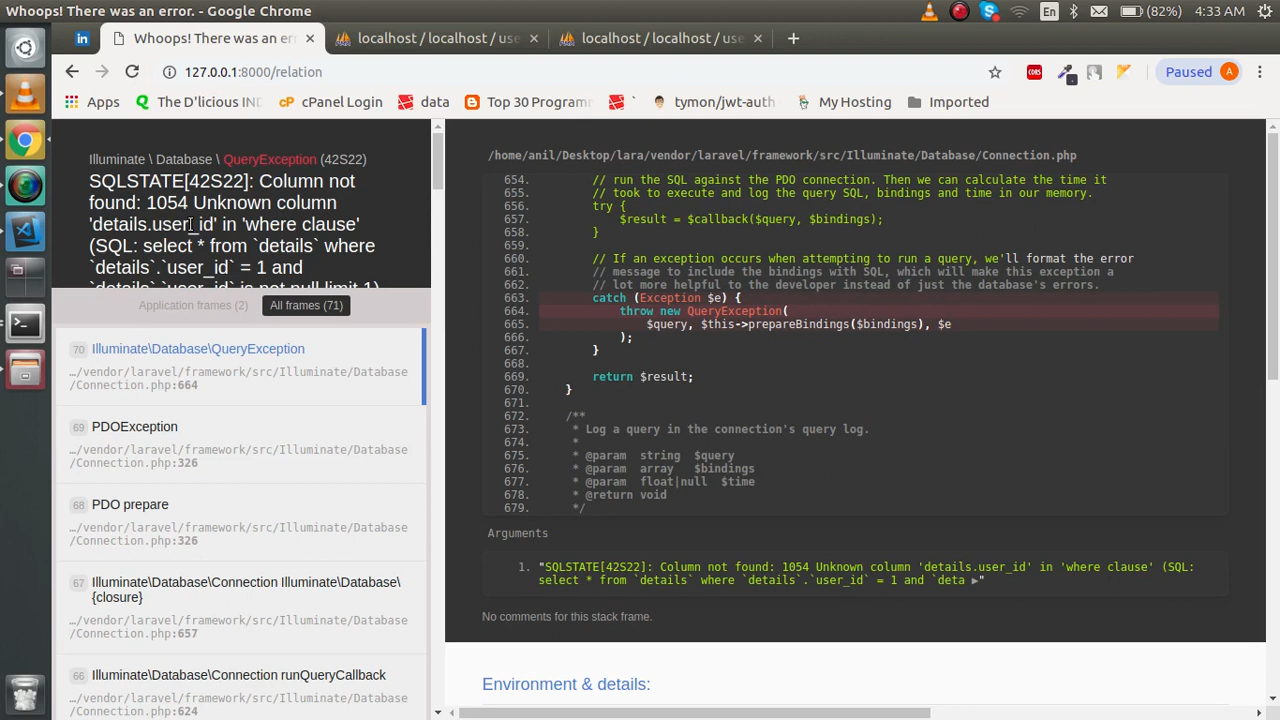 Whoops! There was an error. - Google Chrome
En
(82%)
4:33 AM
Whoops! There was an err
localhost / localhost / use
localhost / localhost / use
127.0.0.1:8000/relation
CORS
Paused
A
Apps
The D'licious IND
cPanel Login
data
Top 30 Programm
`
tymon/jwt-auth
My Hosting
Imported
Illuminate \ Database \ QueryException (42S22)
SQLSTATE[42S22]: Column not
found: 1054 Unknown column
'details.user_id' in 'where clause'
(SQL: select * from `details` where
`details`.`user_id` = 1 and
`details`.`user_id` is not null limit 1)
Application frames (2)
All frames (71)
70 Illuminate\Database\QueryException
…/vendor/laravel/framework/src/Illuminate/Database
/Connection.php:664
69 PDOException
…/vendor/laravel/framework/src/Illuminate/Database
/Connection.php:326
68 PDO prepare
…/vendor/laravel/framework/src/Illuminate/Database
/Connection.php:326
67 Illuminate\Database\Connection Illuminate\Database\
{closure}
…/vendor/laravel/framework/src/Illuminate/Database
/Connection.php:657
66 Illuminate\Database\Connection runQueryCallback
…/vendor/laravel/framework/src/Illuminate/Database
/Connection.php:624
/home/anil/Desktop/lara/vendor/laravel/framework/src/Illuminate/Database/Connection.php
654. // run the SQL against the PDO connection. Then we can calculate the time it
655. // took to execute and log the query SQL, bindings and time in our memory.
656. try {
657. $result = $callback($query, $bindings);
658. }
659.
660. // If an exception occurs when attempting to run a query, we'll format the error
661. // message to include the bindings with SQL, which will make this exception a
662. // lot more helpful to the developer instead of just the database's errors.
663. catch (Exception $e) {
664. throw new QueryException(
665. $query, $this->prepareBindings($bindings), $e
666. );
667. }
668.
669. return $result;
670. }
671.
672. /**
673. * Log a query in the connection's query log.
674. *
675. * @param string $query
676. * @param array $bindings
677. * @param float|null $time
678. * @return void
679. */
Arguments
1. "SQLSTATE[42S22]: Column not found: 1054 Unknown column 'details.user_id' in 'where clause' (SQL:
select * from `details` where `details`.`user_id` = 1 and `deta ▶"
No comments for this stack frame.
Environment & details: